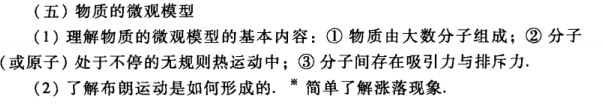 （五）物质的微观模型
（1）理解物质的微观模型的基本内容：① 物质由大数分子组成；② 分子
（或原子）处于不停的无规则热运动中；③ 分子间存在吸引力与排斥力.
（2）了解布朗运动是如何形成的. *简单了解涨落现象.